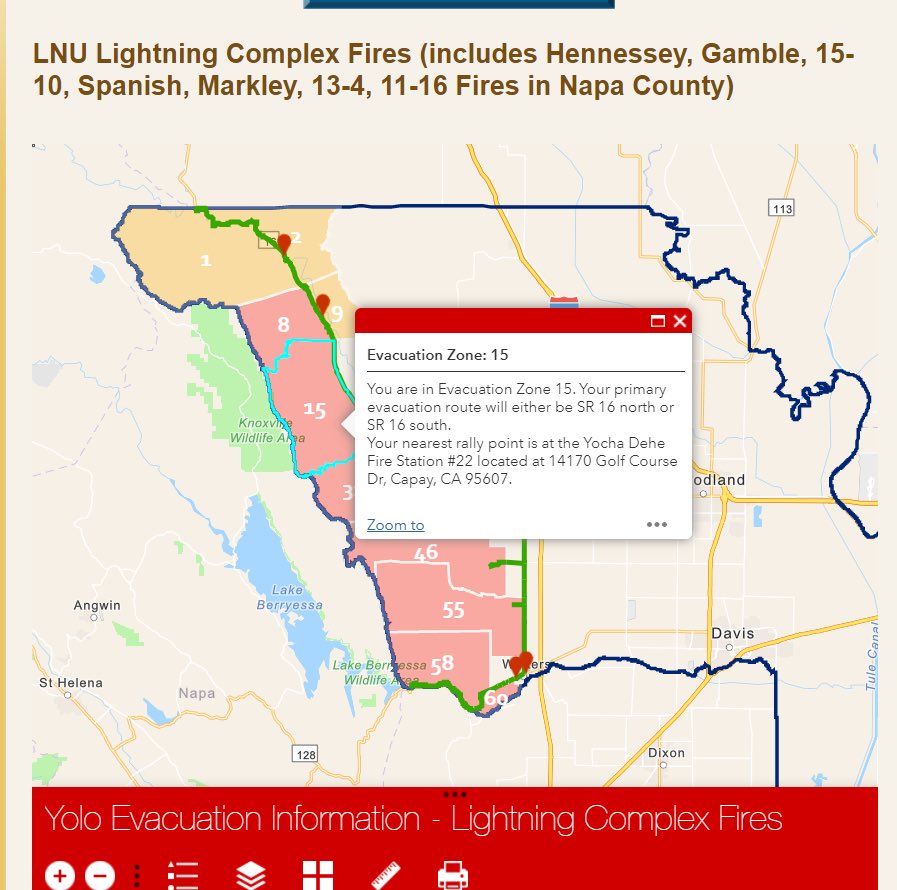 LNU Lightning Complex Fires (includes Hennessey, Gamble, 15-
10, Spanish, Markley, 13-4, 11-16 Fires in Napa County)
113
1
2
9
8
Evacuation Zone: 15
You are in Evacuation Zone 15. Your primary
evacuation route will either be SR 16 north or
SR 16 south.
Your nearest rally point is at the Yocha Dehe
Fire Station #22 located at 14170 Golf Course
Dr, Capay, CA 95607.
Zoom to
15
Knoxville
Wildlife Area
odland
3
46
Lake
Berryessa
Angwin
55
Davis
Tule Canal
58
Lake Berryessa
Wildlife Area
W ers
St Helena
Napa
60
128
Dixon
Yolo Evacuation Information - Lightning Complex Fires